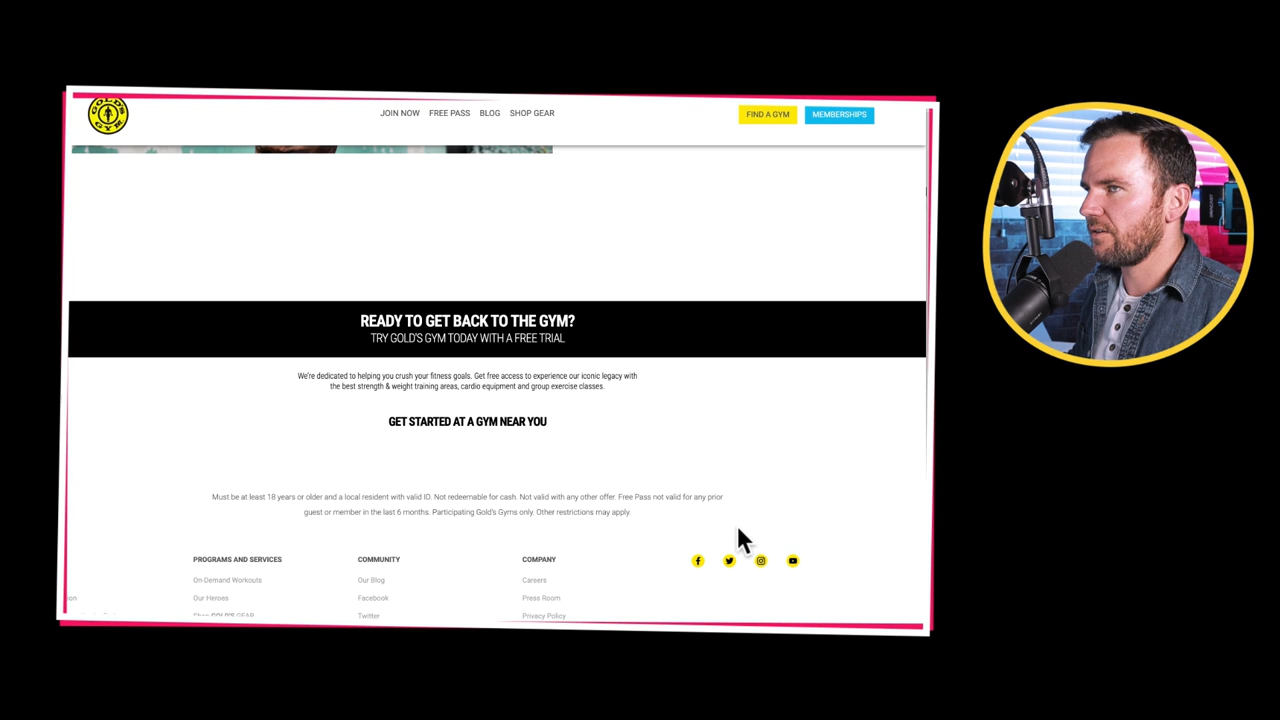 GOLD'S
GYM
JOIN NOW FREE PASS BLOG SHOP GEAR
FIND A GYM MEMBERSHIPS
READY TO GET BACK TO THE GYM?
TRY GOLD'S GYM TODAY WITH A FREE TRIAL
We're dedicated to helping you crush your fitness goals. Get free access to experience our iconic legacy with
the best strength & weight training areas, cardio equipment and group exercise classes.
GET STARTED AT A GYM NEAR YOU
Must be at least 18 years or older and a local resident with valid ID. Not redeemable for cash. Not valid with any other offer. Free Pass not valid for any prior
guest or member in the last 6 months. Participating Gold's Gyms only. Other restrictions may apply.
PROGRAMS AND SERVICES COMMUNITY COMPANY
On-Demand Workouts Our Blog Careers
ion Our Heroes Facebook Press Room
Shop GOLD'S GEAR Twitter Privacy Policy